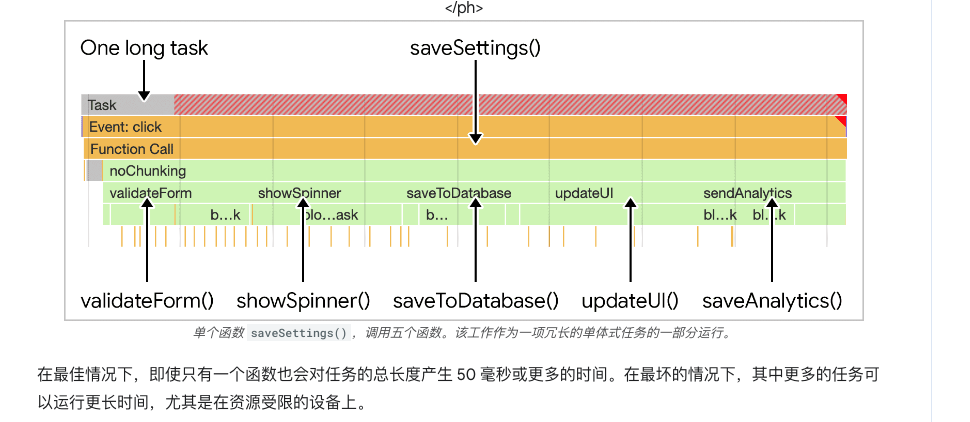 </ph>
One long task saveSettings()
Task
Event: click
Function Call
noChunking
validateForm showSpinner saveToDatabase updateUI sendAnalytics
b...k blo...ask b... bl...k bl...k
validateForm() showSpinner() saveToDatabase() updateUI() saveAnalytics()
单个函数 saveSettings()，调用五个函数。该工作作为一项冗长的单体式任务的一部分运行。
在最佳情况下，即使只有一个函数也会对任务的总长度产生 50 毫秒或更多的时间。在最坏的情况下，其中更多的任务可
以运行更长时间，尤其是在资源受限的设备上。